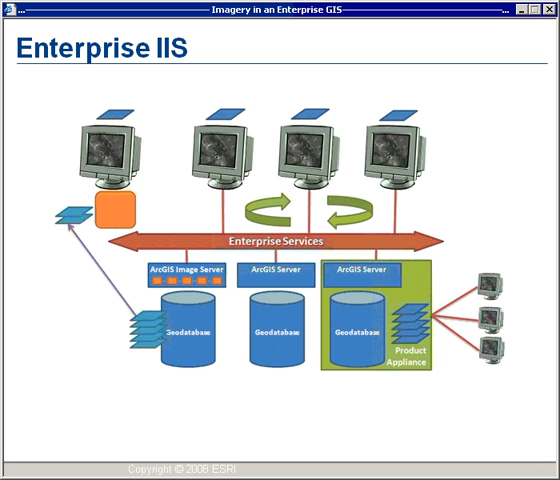 Imagery in an Enterprise GIS
Enterprise IIS
Enterprise Services
ArcGIS Image Server
ArcGIS Server
ArcGIS Server
Geodatabase
Geodatabase
Geodatabase
Product
Appliance
Copyright © 2008 ESRI